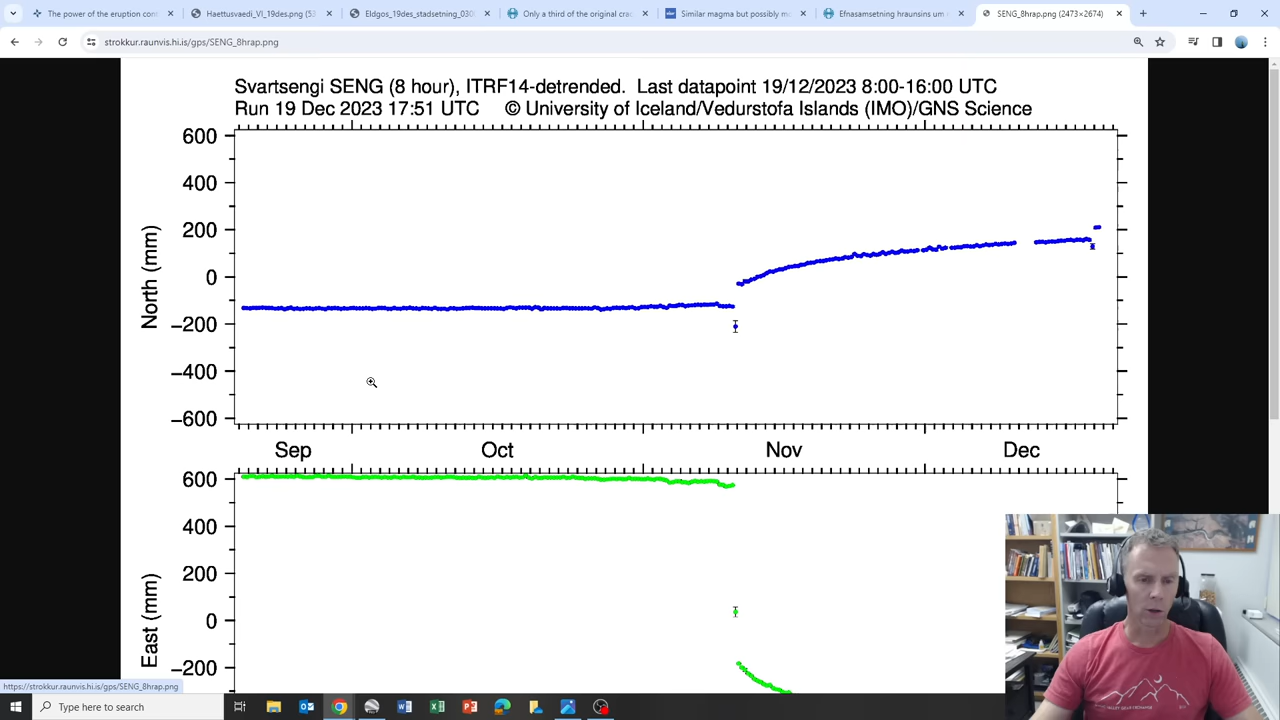 The power of the eruption cont
Haettusvaedi_VI_19des.png (53
Eldgos_19des_stadsetning_030
Only a third of the original crac
Similar magma but possibly mo
Efnasamsetning hraunsins um n
SENG_8hrap.png (2473×2674)
strokkur.raunvis.hi.is/gps/SENG_8hrap.png
Svartsengi SENG (8 hour), ITRF14-detrended. Last datapoint 19/12/2023 8:00-16:00 UTC
Run 19 Dec 2023 17:51 UTC © University of Iceland/Vedurstofa Islands (IMO)/GNS Science
North (mm)
600
400
200
0
−200
−400
−600
Sep Oct Nov Dec
East (mm)
600
400
200
0
−200
https://strokkur.raunvis.hi.is/gps/SENG_8hrap.png
Type here to search